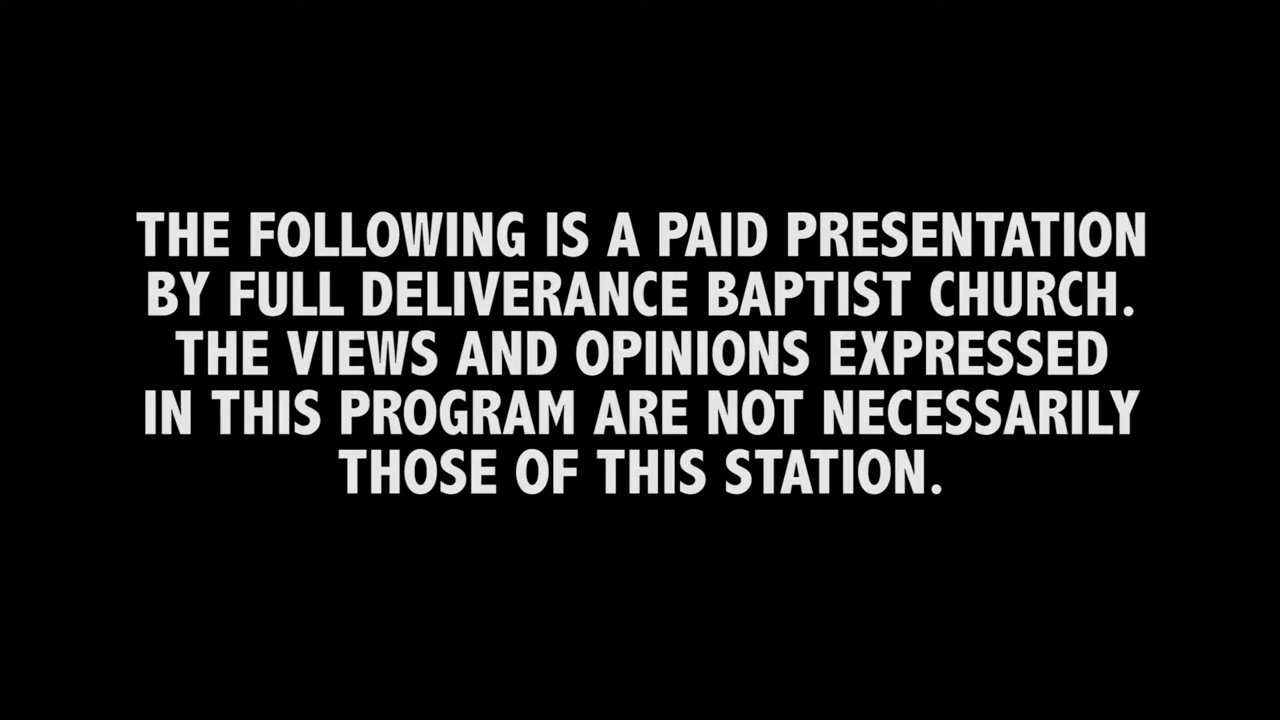 THE FOLLOWING IS A PAID PRESENTATION
BY FULL DELIVERANCE BAPTIST CHURCH.
THE VIEWS AND OPINIONS EXPRESSED
IN THIS PROGRAM ARE NOT NECESSARILY
THOSE OF THIS STATION.